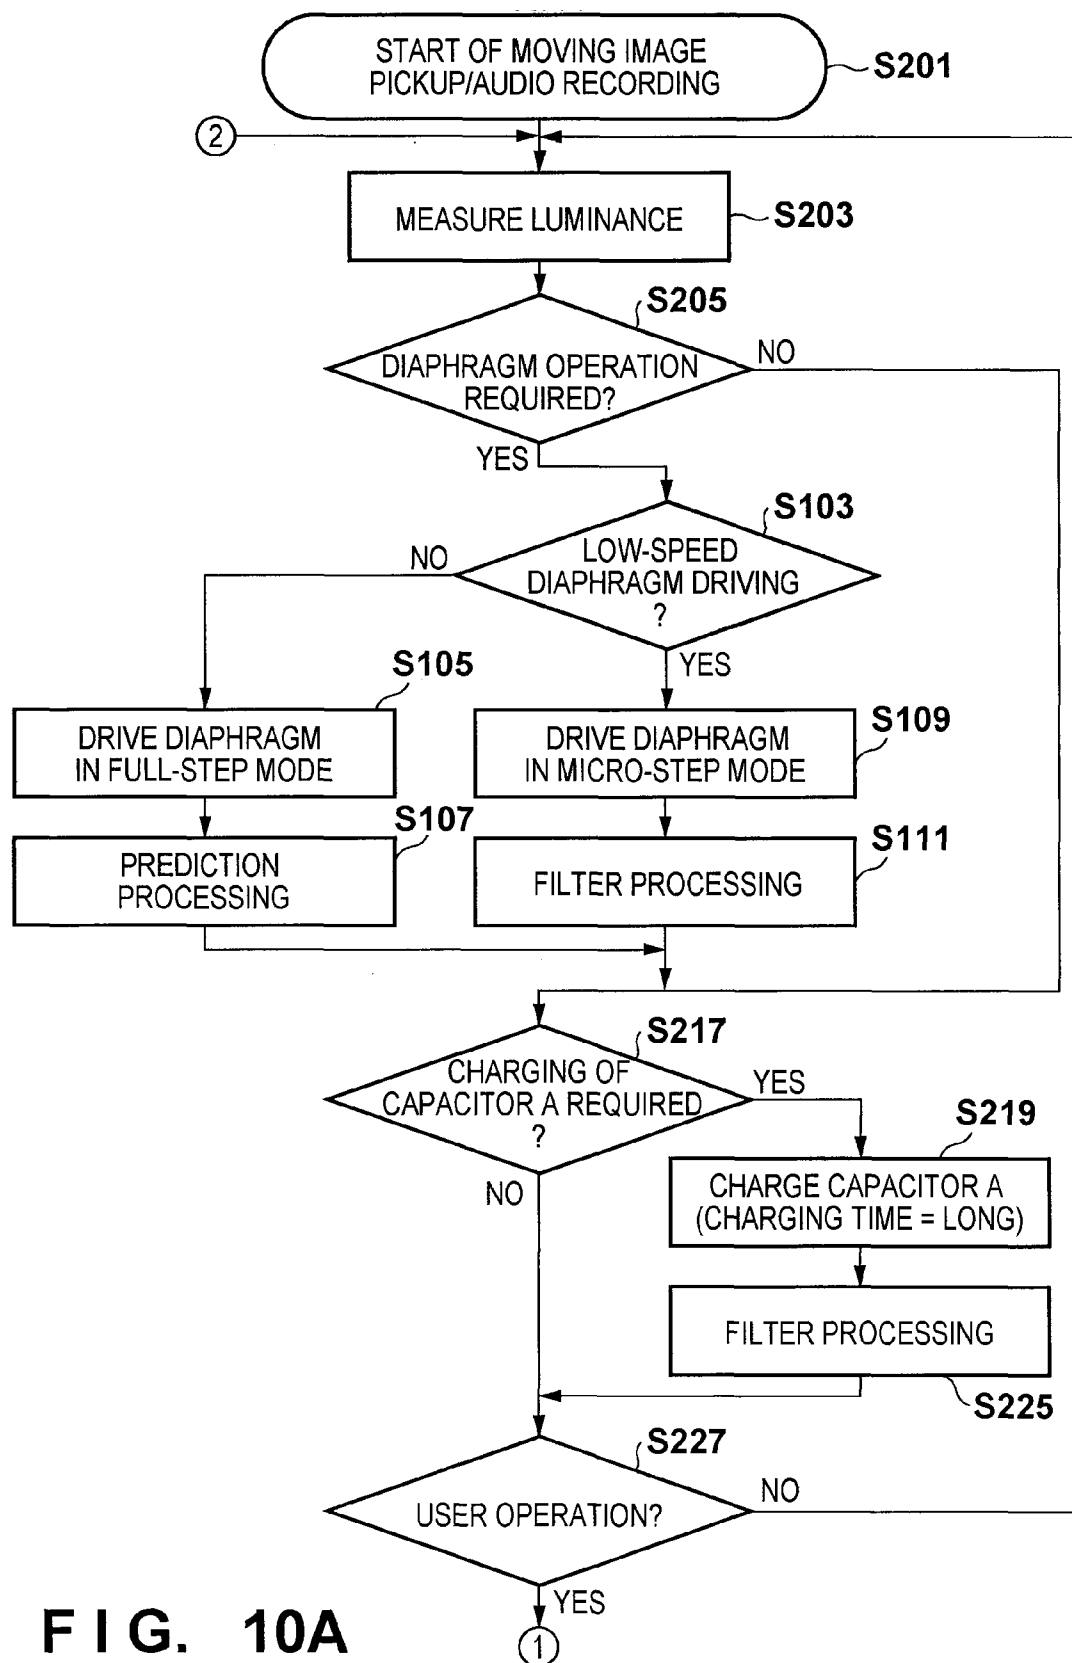 START OF MOVING IMAGE
PICKUP/AUDIO RECORDING
S201
2
MEASURE LUMINANCE
S203
S205
DIAPHRAGM OPERATION
REQUIRED?
NO
YES
S103
LOW-SPEED
DIAPHRAGM DRIVING
?
NO
YES
S105
DRIVE DIAPHRAGM
IN FULL-STEP MODE
S109
DRIVE DIAPHRAGM
IN MICRO-STEP MODE
S107
PREDICTION
PROCESSING
S111
FILTER PROCESSING
S217
CHARGING OF
CAPACITOR A REQUIRED
?
YES
NO
S219
CHARGE CAPACITOR A
(CHARGING TIME = LONG)
FILTER PROCESSING
S225
S227
USER OPERATION?
NO
YES
1
FIG. 10A